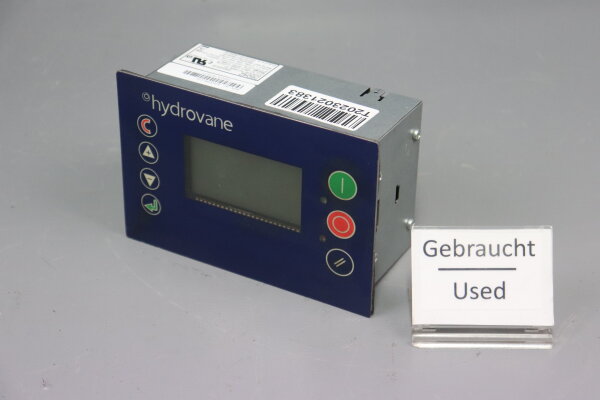 hydrovane
T2023021383
Gebraucht
Used